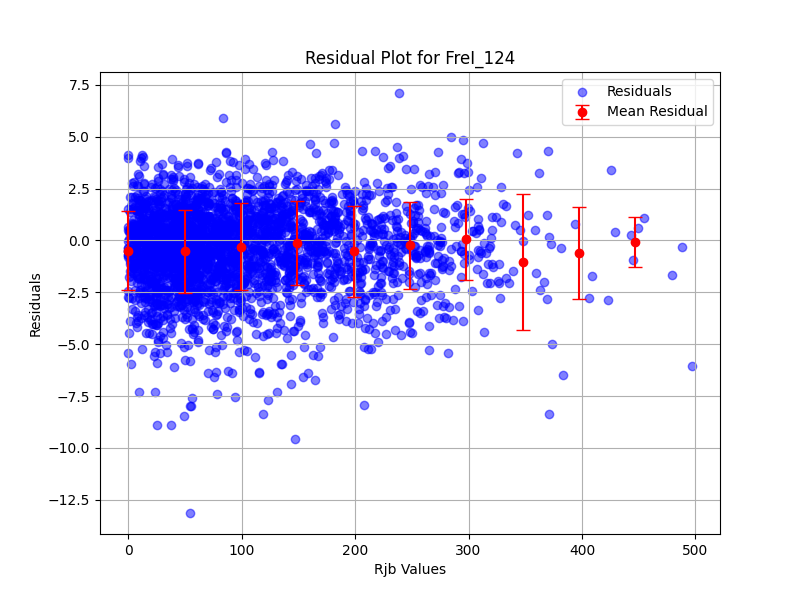 Residual Plot for FreI_124
Residuals
Mean Residual
7.5
5.0
2.5
0.0
−2.5
−5.0
−7.5
−10.0
−12.5
Residuals
0 100 200 300 400 500
Rjb Values